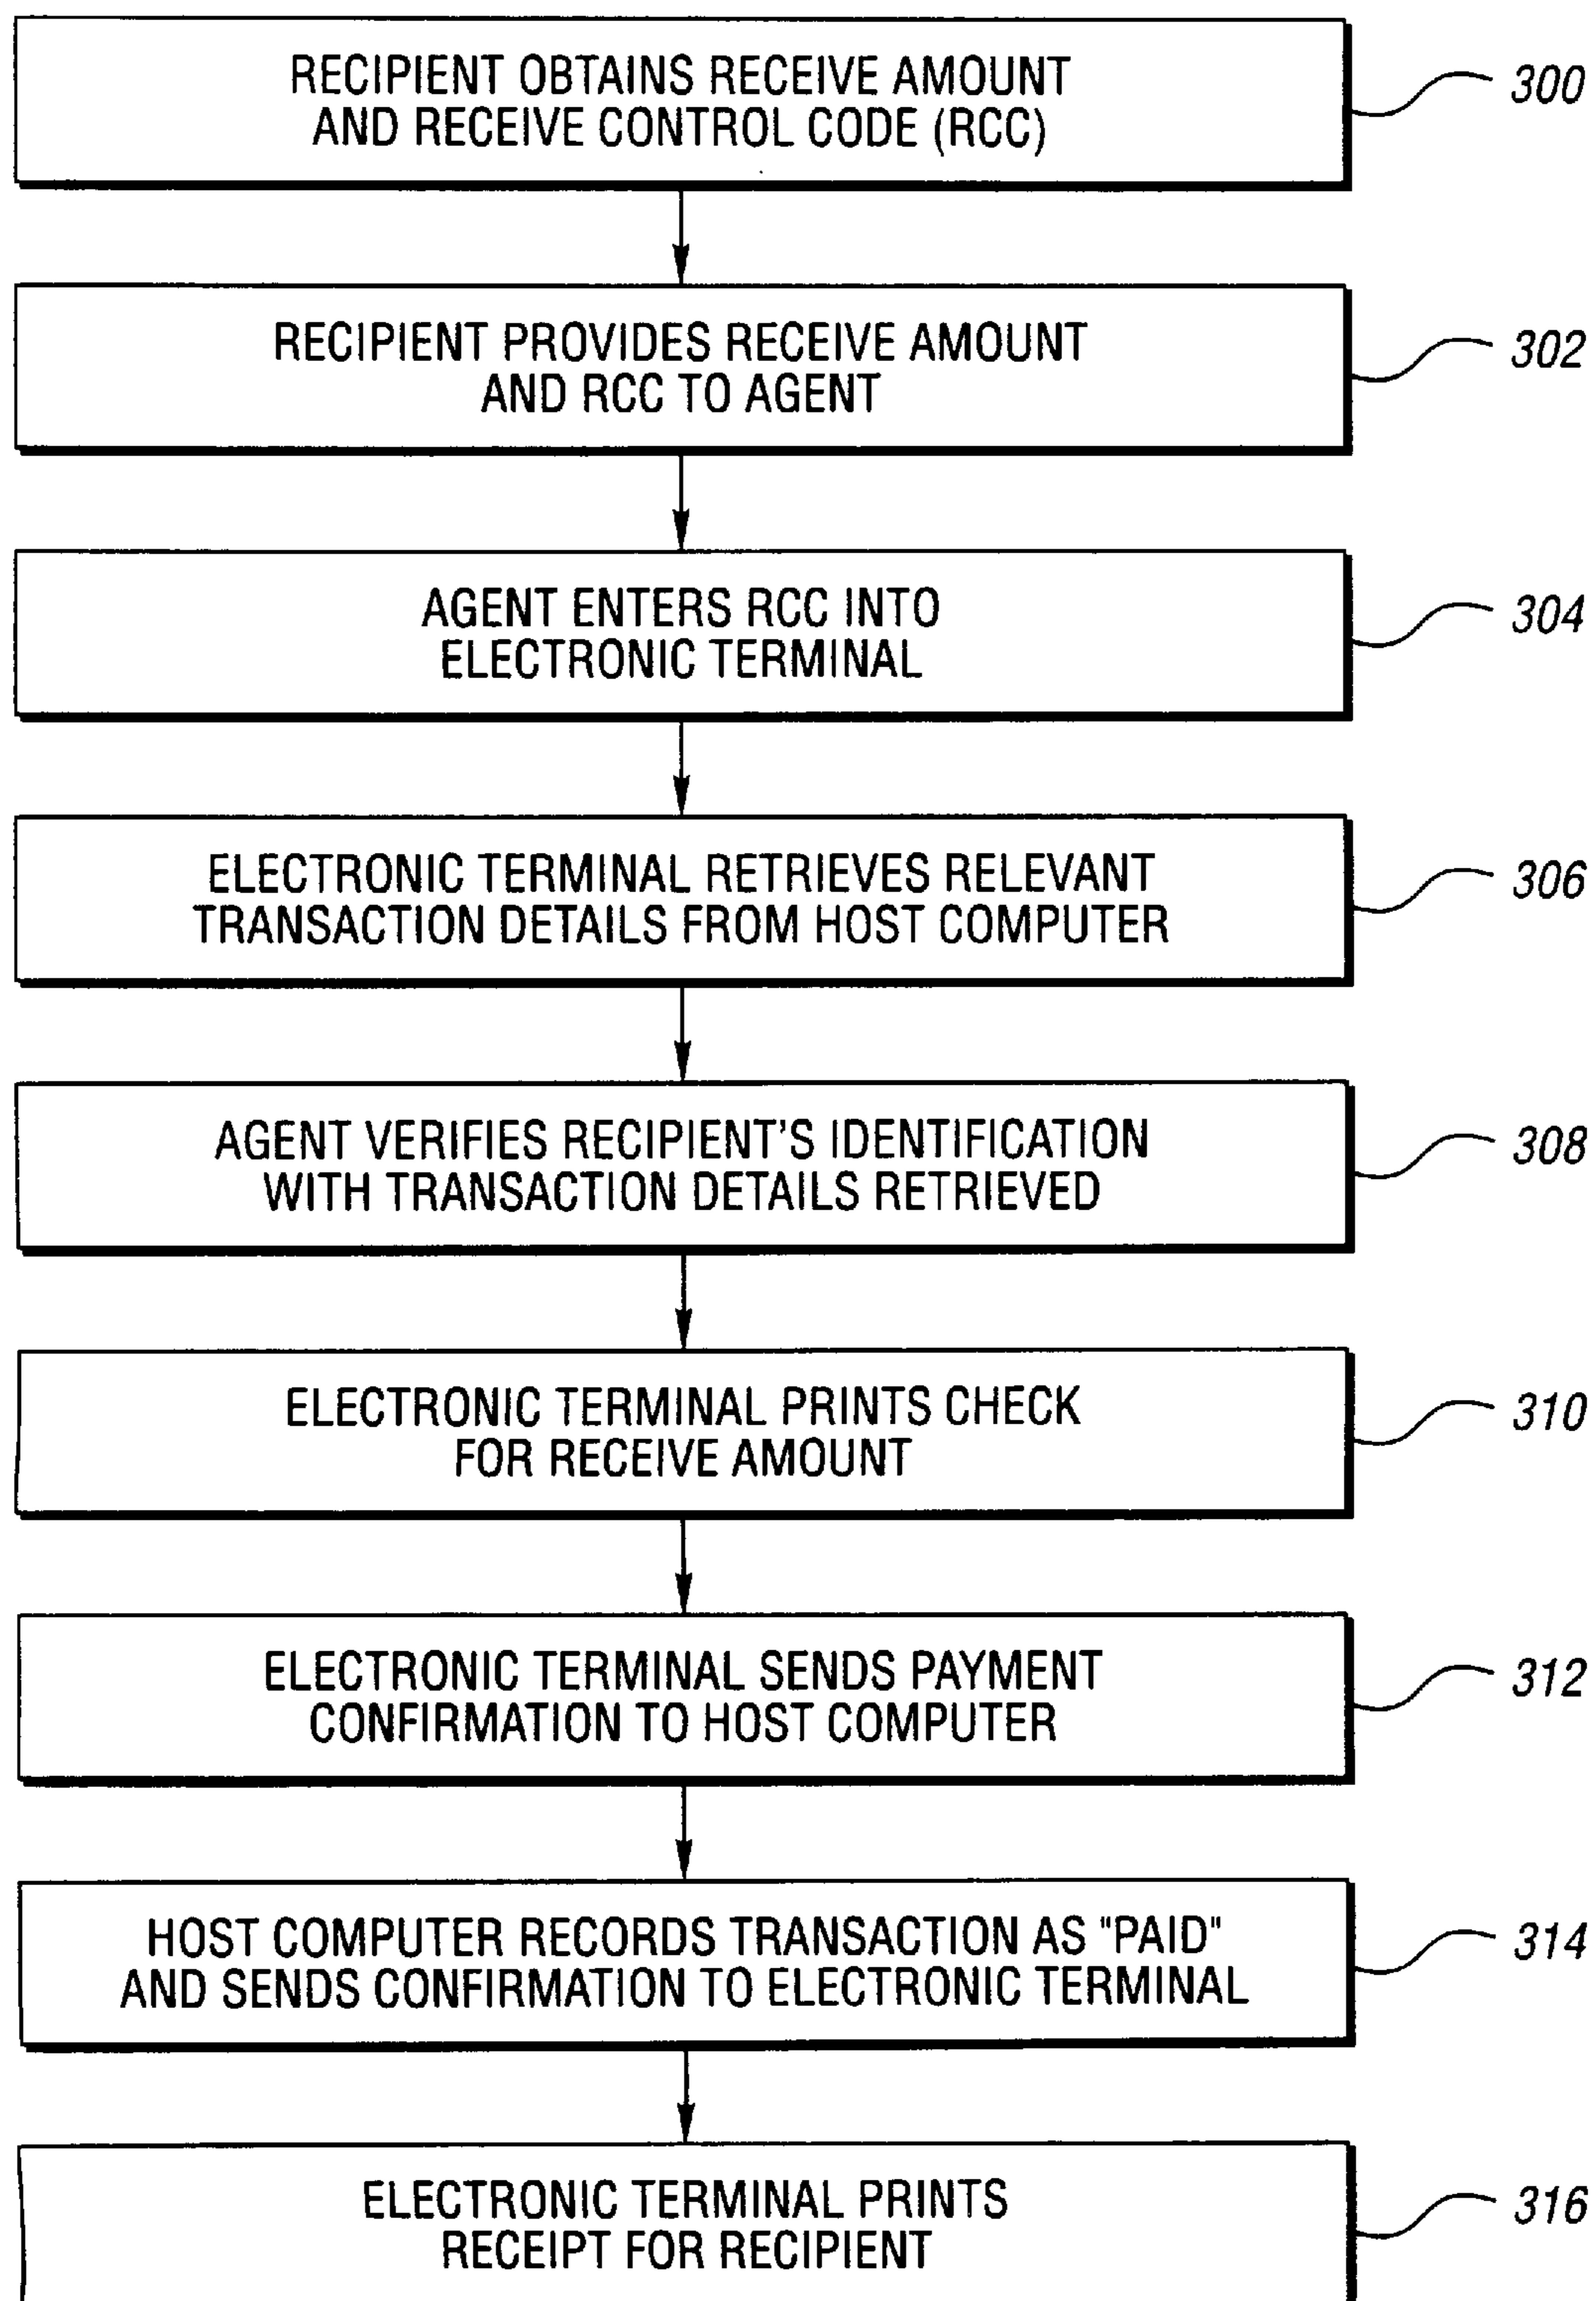 RECIPIENT OBTAINS RECEIVE AMOUNT
AND RECEIVE CONTROL CODE (RCC)
300
RECIPIENT PROVIDES RECEIVE AMOUNT
AND RCC TO AGENT
302
AGENT ENTERS RCC INTO
ELECTRONIC TERMINAL
304
ELECTRONIC TERMINAL RETRIEVES RELEVANT
TRANSACTION DETAILS FROM HOST COMPUTER
306
AGENT VERIFIES RECIPIENT'S IDENTIFICATION
WITH TRANSACTION DETAILS RETRIEVED
308
ELECTRONIC TERMINAL PRINTS CHECK
FOR RECEIVE AMOUNT
310
ELECTRONIC TERMINAL SENDS PAYMENT
CONFIRMATION TO HOST COMPUTER
312
HOST COMPUTER RECORDS TRANSACTION AS "PAID"
AND SENDS CONFIRMATION TO ELECTRONIC TERMINAL
314
ELECTRONIC TERMINAL PRINTS
RECEIPT FOR RECIPIENT
316